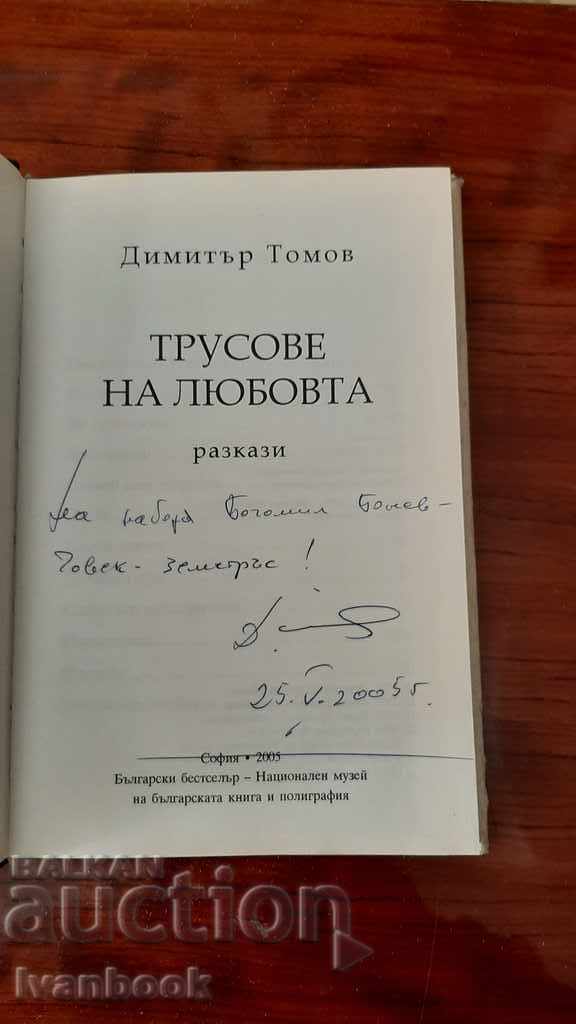 Димитър Томов
ТРУСОВЕ
НА ЛЮБОВТА
разкази
На набора Богомил Бонев -
Човек - земетръс!
25. V. 2005 г.
София • 2005
Български бестселър – Национален музей
на българската книга и полиграфия
BALKAN
auction
Ivanbook